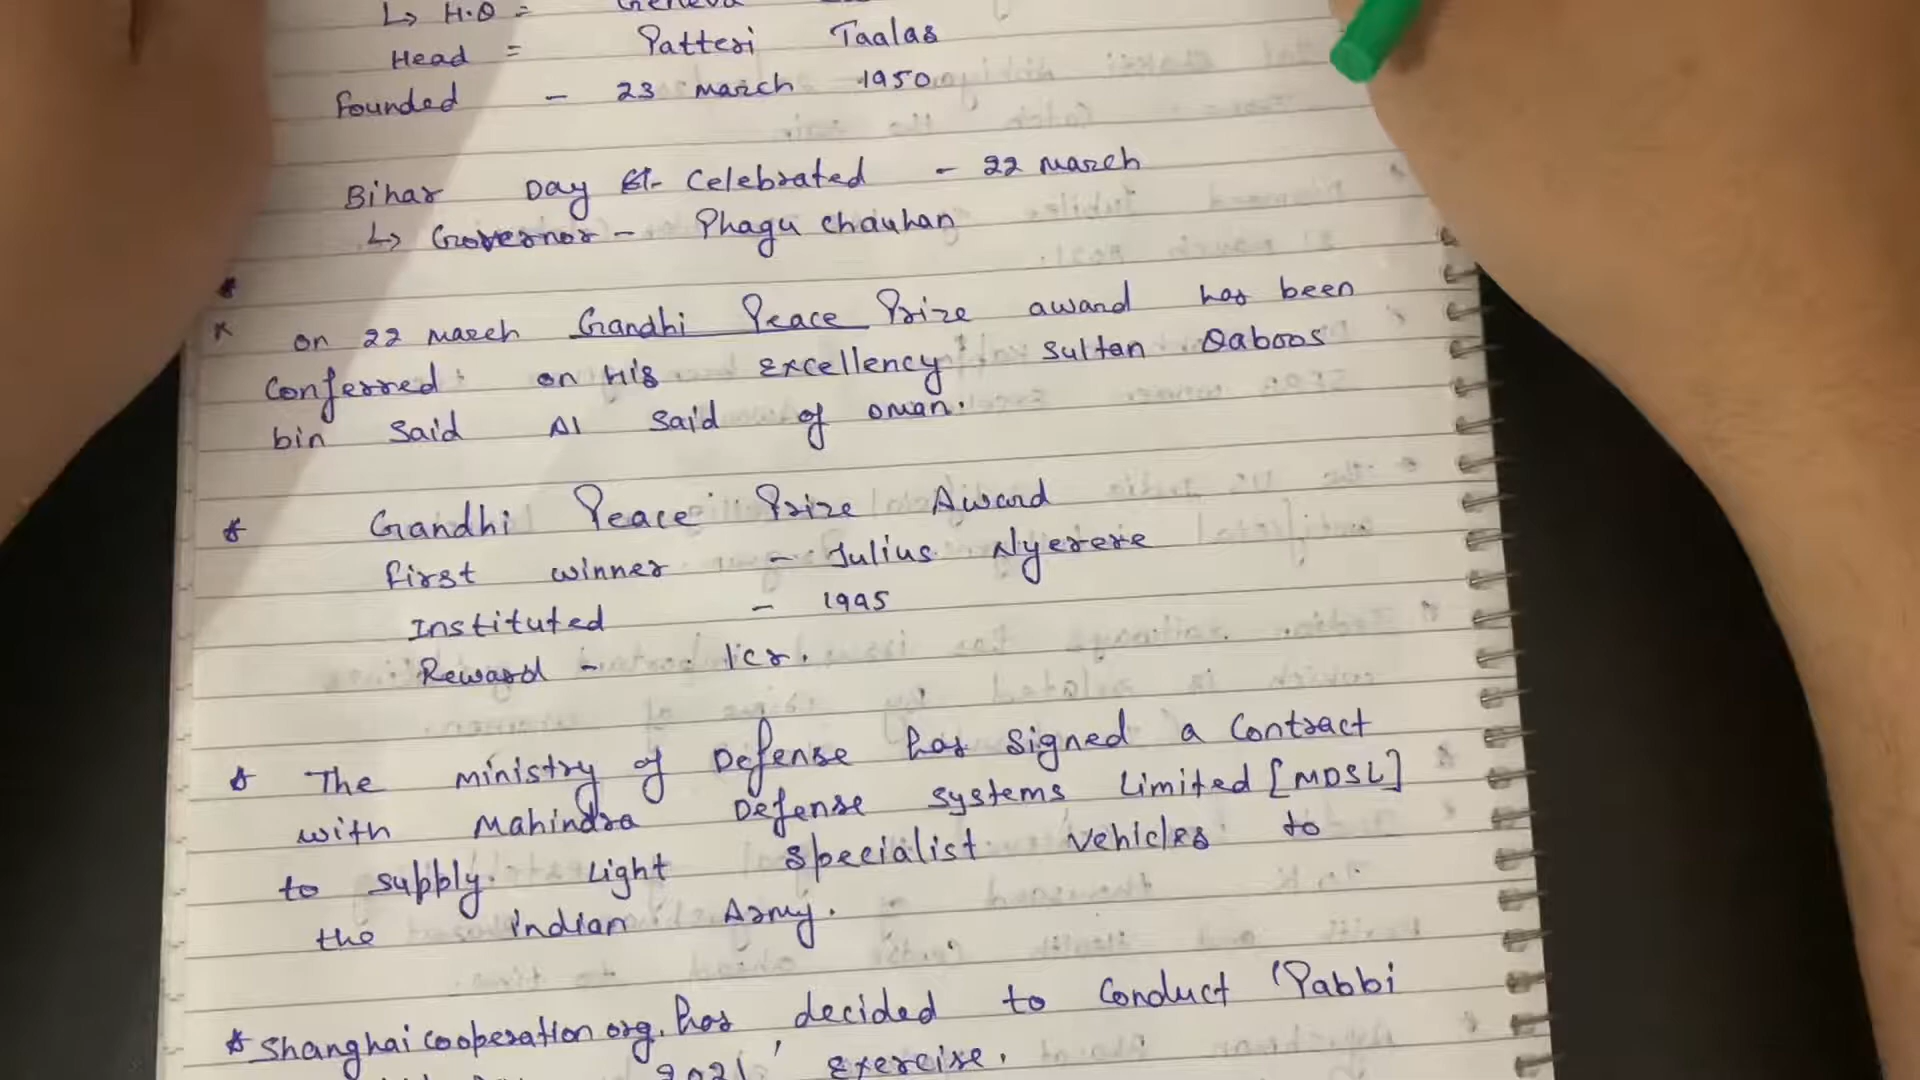 ↳ H.Q = Geneva
Head = Patteri Taalas
Founded - 23 march 1950
Bihar Day celebrated - 22 march
↳ Governor - Phagu chauhan
* on 22 march Gandhi Peace Prize award has been
Conferred on His Excellency Sultan Qaboos
bin Said Al Said of oman.
* Gandhi Peace Prize Award
First winner - Julius Nyerere
Instituted - 1995
Reward - 1cr.
* The ministry of Defense has signed a Contract
with Mahindra Defense systems Limited [MDSL]
to supply Light specialist vehicles to
the indian Army.
* Shanghai cooperation org. has decided to Conduct 'Pabbi
2021' Exercise.